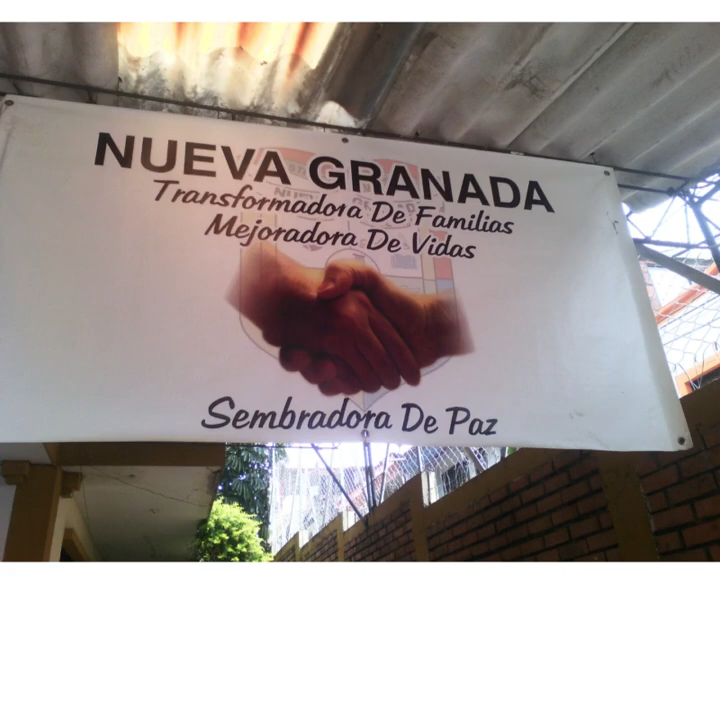 NUEVA GRANADA
Transformadora De Familias
Mejoradora De Vidas
Sembradora De Paz